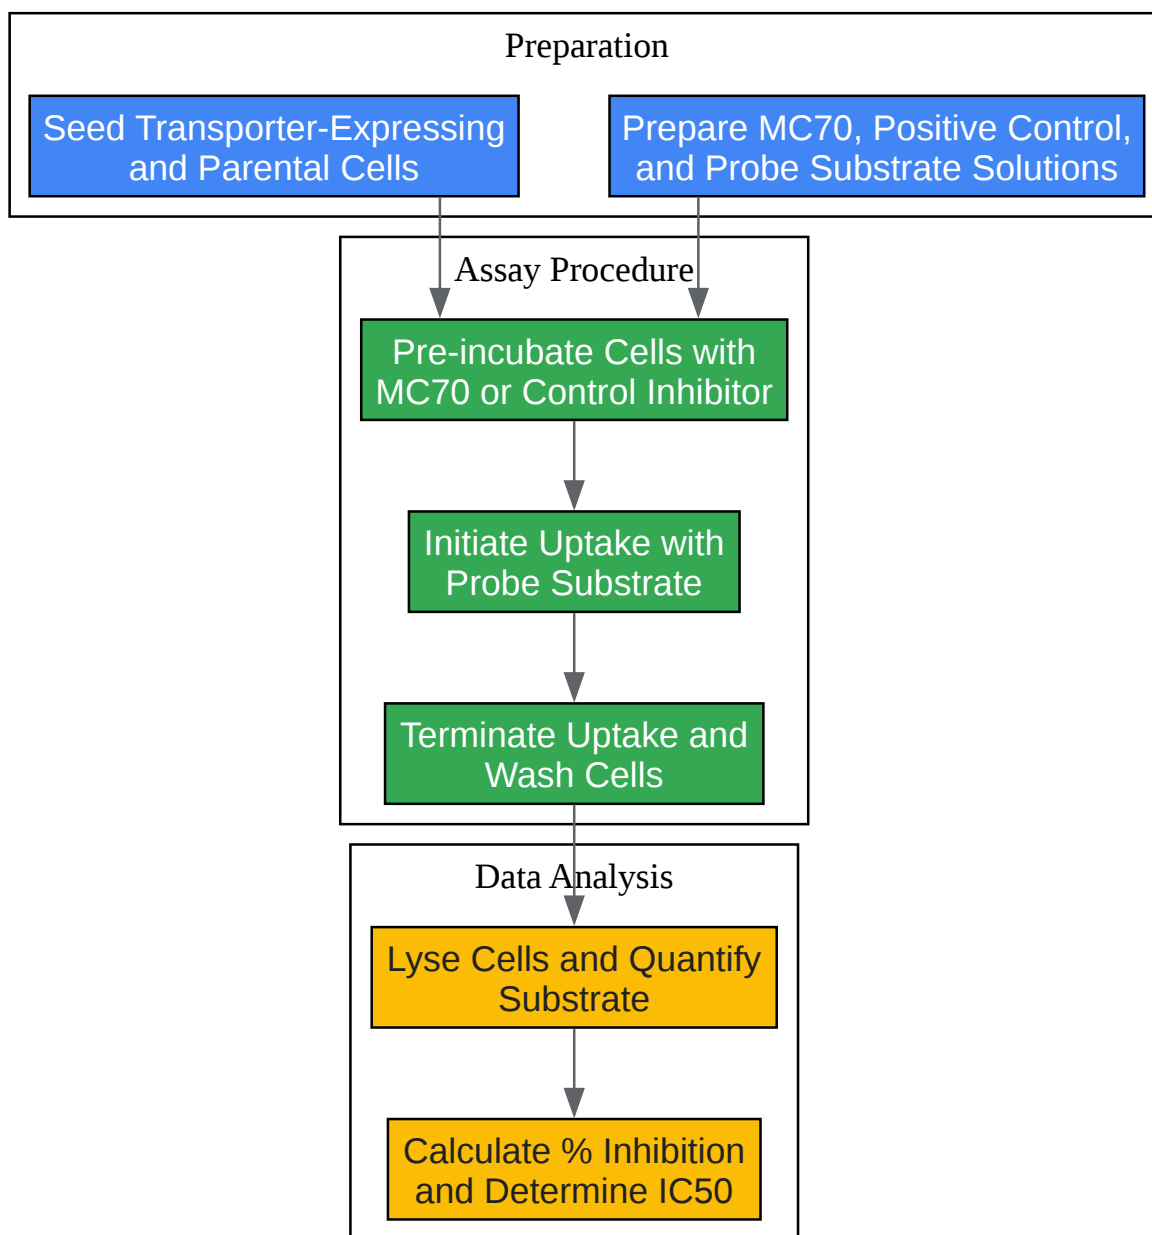 Preparation
Seed Transporter-Expressing
and Parental Cells
Prepare MC70, Positive Control,
and Probe Substrate Solutions
Assay Procedure
Pre-incubate Cells with
MC70 or Control Inhibitor
Initiate Uptake with
Probe Substrate
Terminate Uptake and
Wash Cells
Data Analysis
Lyse Cells and Quantify
Substrate
Calculate % Inhibition
and Determine IC50